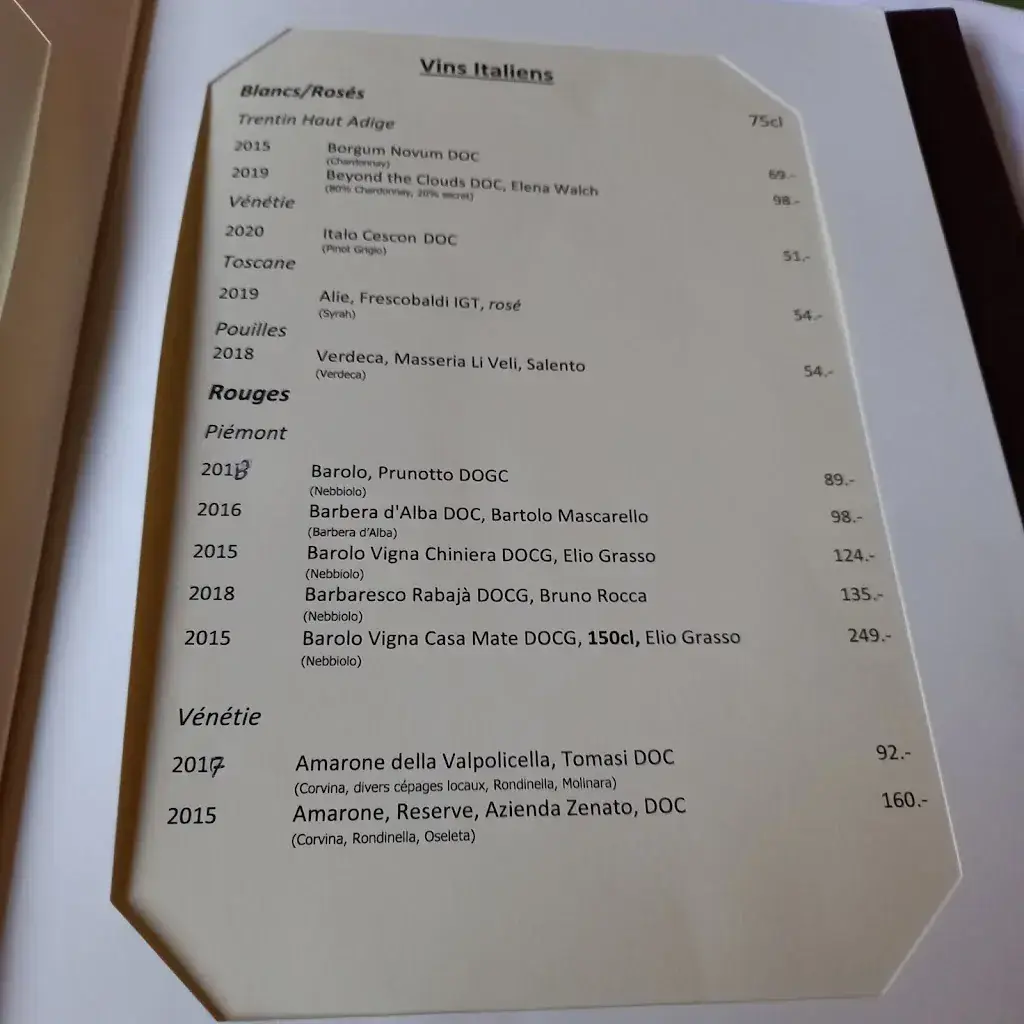 Vins Italiens
Blancs/Rosés
Trentin Haut Adige 75cl
2015 Borgum Novum DOC 69.-
(Chardonnay)
2019 Beyond the Clouds DOC, Elena Walch 98.-
(80% Chardonnay, 20% secret)
Vénétie
2020 Italo Cescon DOC 51.-
(Pinot Grigio)
Toscane
2019 Alìe, Frescobaldi IGT, rosé 54.-
(Syrah)
Pouilles
2018 Verdeca, Masseria Li Veli, Salento 54.-
(Verdeca)
Rouges
Piémont
2018 Barolo, Prunotto DOGC 89.-
(Nebbiolo)
2016 Barbera d'Alba DOC, Bartolo Mascarello 98.-
(Barbera d'Alba)
2015 Barolo Vigna Chiniera DOCG, Elio Grasso 124.-
(Nebbiolo)
2018 Barbaresco Rabajà DOCG, Bruno Rocca 135.-
(Nebbiolo)
2015 Barolo Vigna Casa Mate DOCG, 150cl, Elio Grasso 249.-
(Nebbiolo)
Vénétie
2017 Amarone della Valpolicella, Tomasi DOC 92.-
(Corvina, divers cépages locaux, Rondinella, Molinara)
2015 Amarone, Reserve, Azienda Zenato, DOC 160.-
(Corvina, Rondinella, Oseleta)